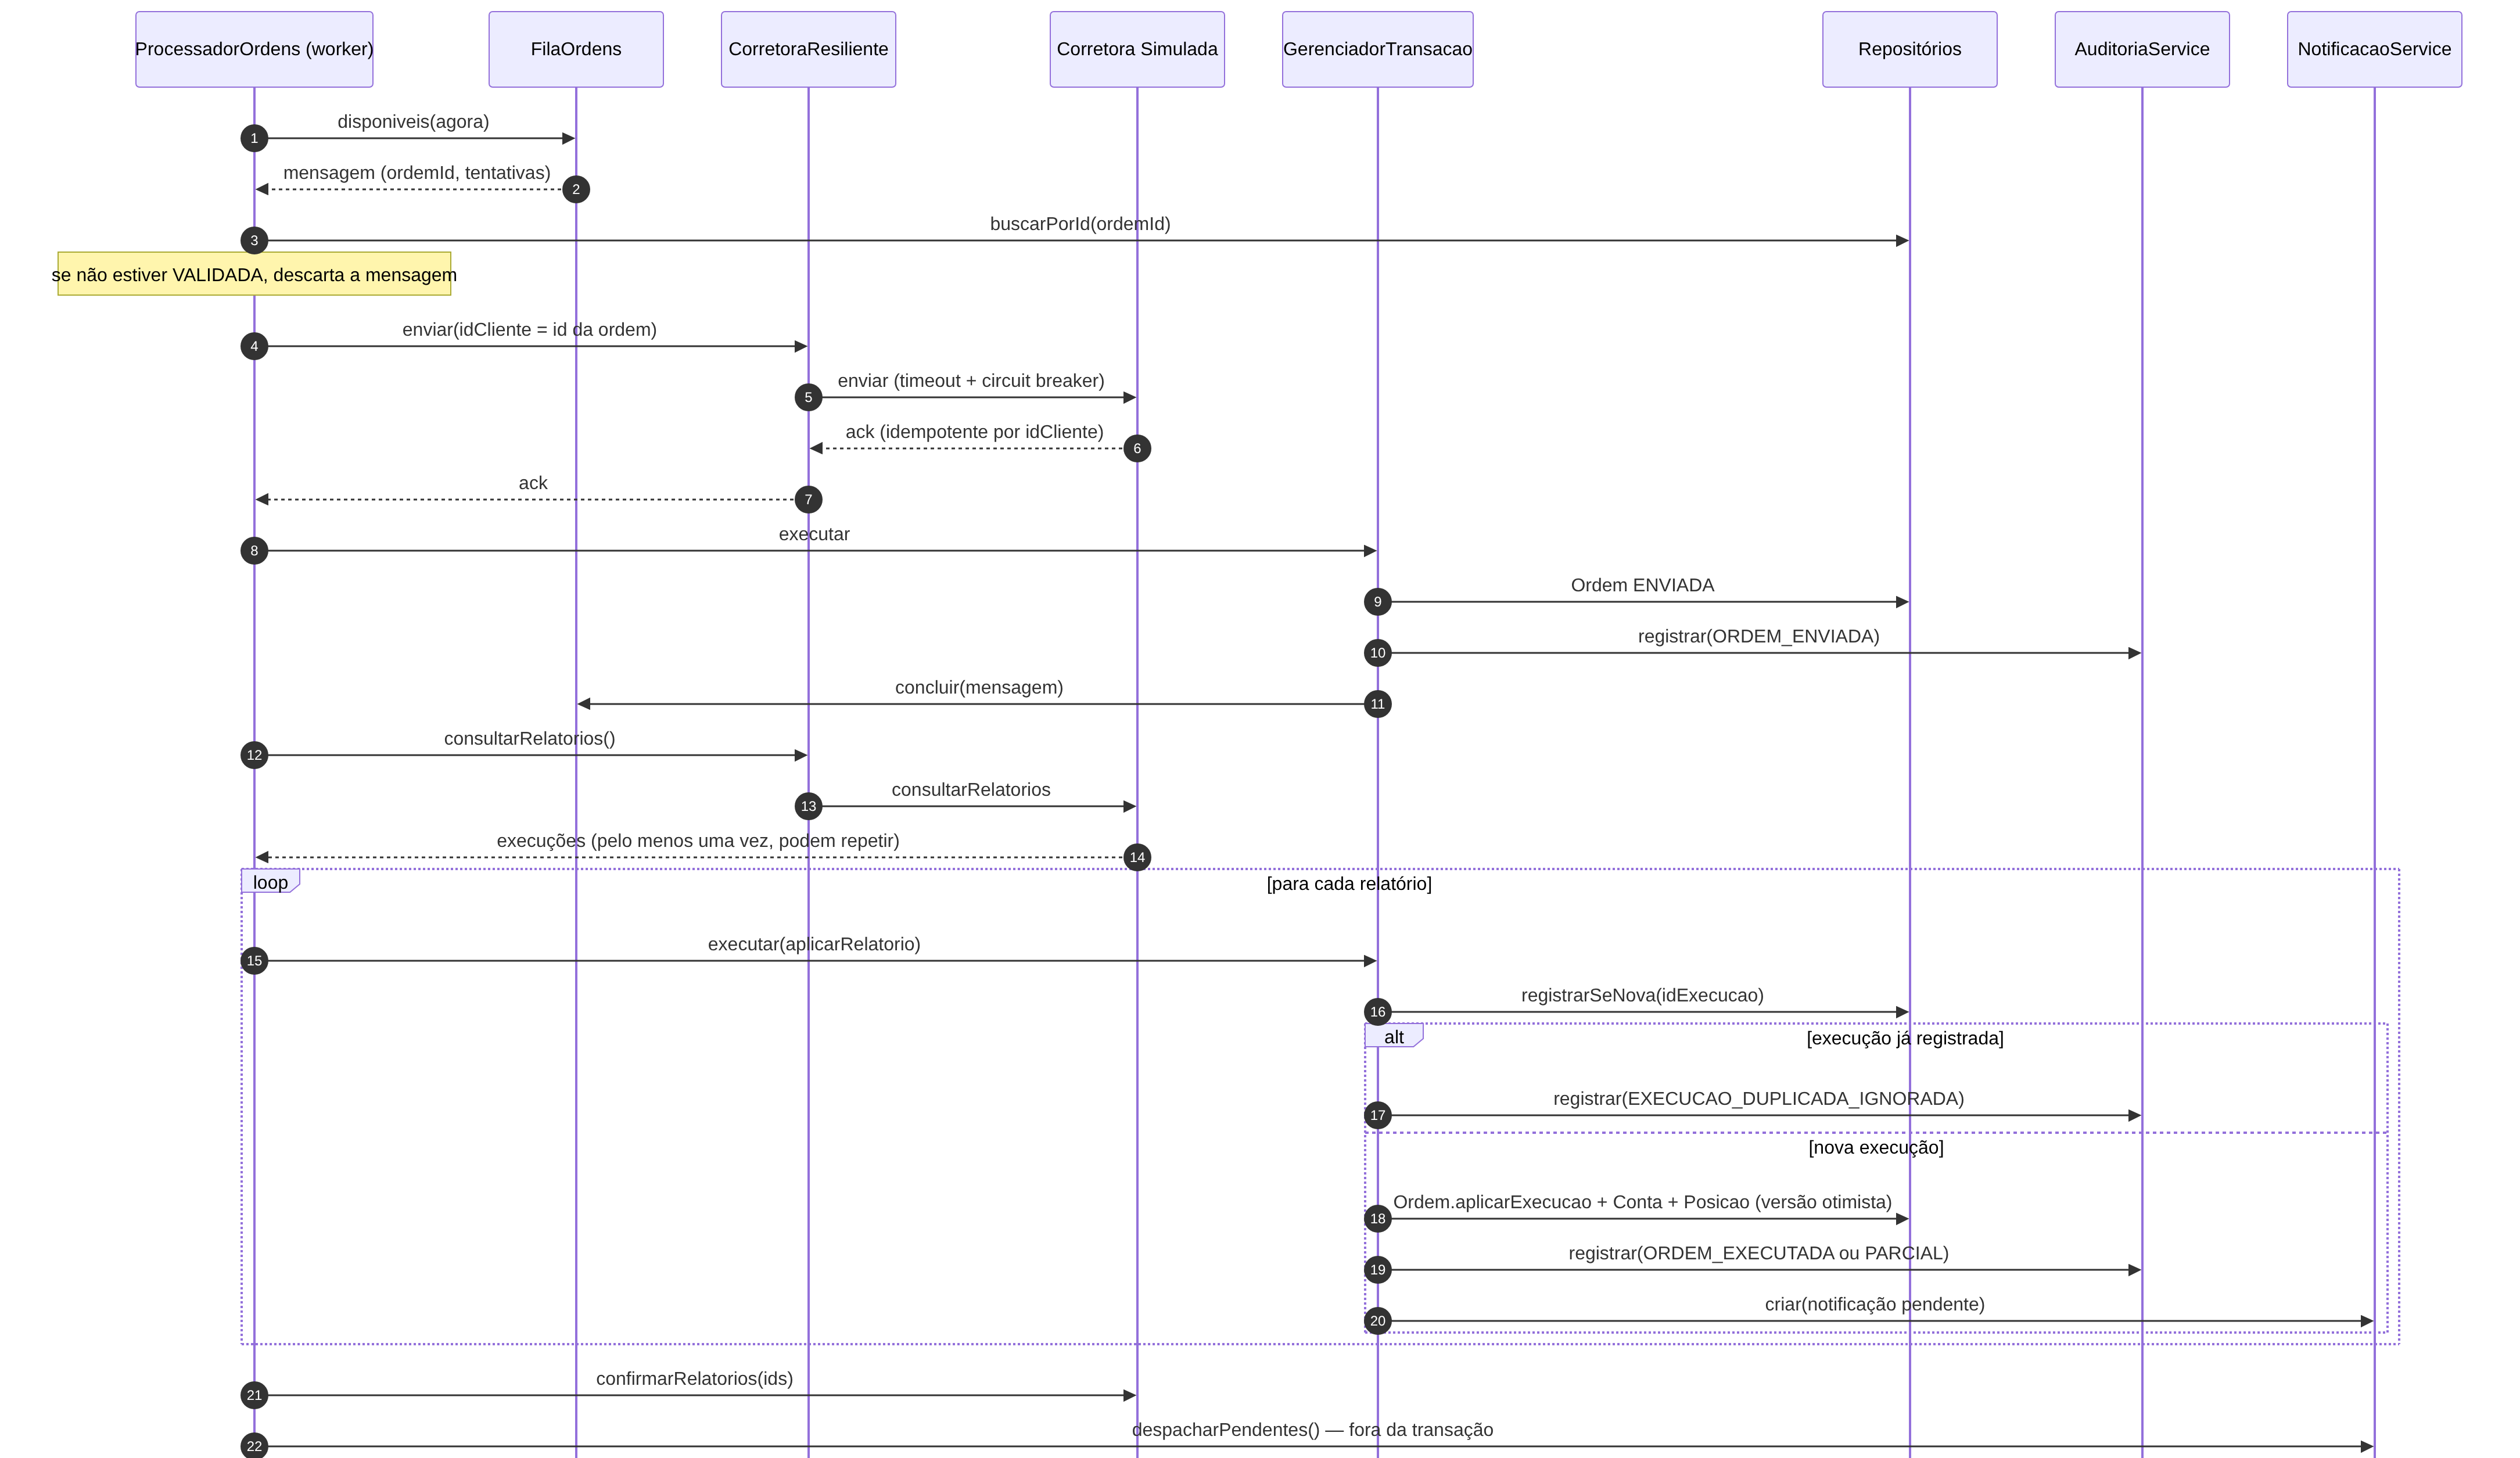 ProcessadorOrdens (worker)
FilaOrdens
CorretoraResiliente
Corretora Simulada
GerenciadorTransacao
Repositórios
AuditoriaService
NotificacaoService
disponiveis(agora)
1
mensagem (ordemId, tentativas)
2
buscarPorId(ordemId)
3
se não estiver VALIDADA, descarta a mensagem
enviar(idCliente = id da ordem)
4
enviar (timeout + circuit breaker)
5
ack (idempotente por idCliente)
6
ack
7
executar
8
Ordem ENVIADA
9
registrar(ORDEM_ENVIADA)
10
concluir(mensagem)
11
consultarRelatorios()
12
consultarRelatorios
13
execuções (pelo menos uma vez, podem repetir)
14
loop
[para cada relatório]
executar(aplicarRelatorio)
15
registrarSeNova(idExecucao)
16
alt
[execução já registrada]
registrar(EXECUCAO_DUPLICADA_IGNORADA)
17
[nova execução]
Ordem.aplicarExecucao + Conta + Posicao (versão otimista)
18
registrar(ORDEM_EXECUTADA ou PARCIAL)
19
criar(notificação pendente)
20
confirmarRelatorios(ids)
21
despacharPendentes() — fora da transação
22